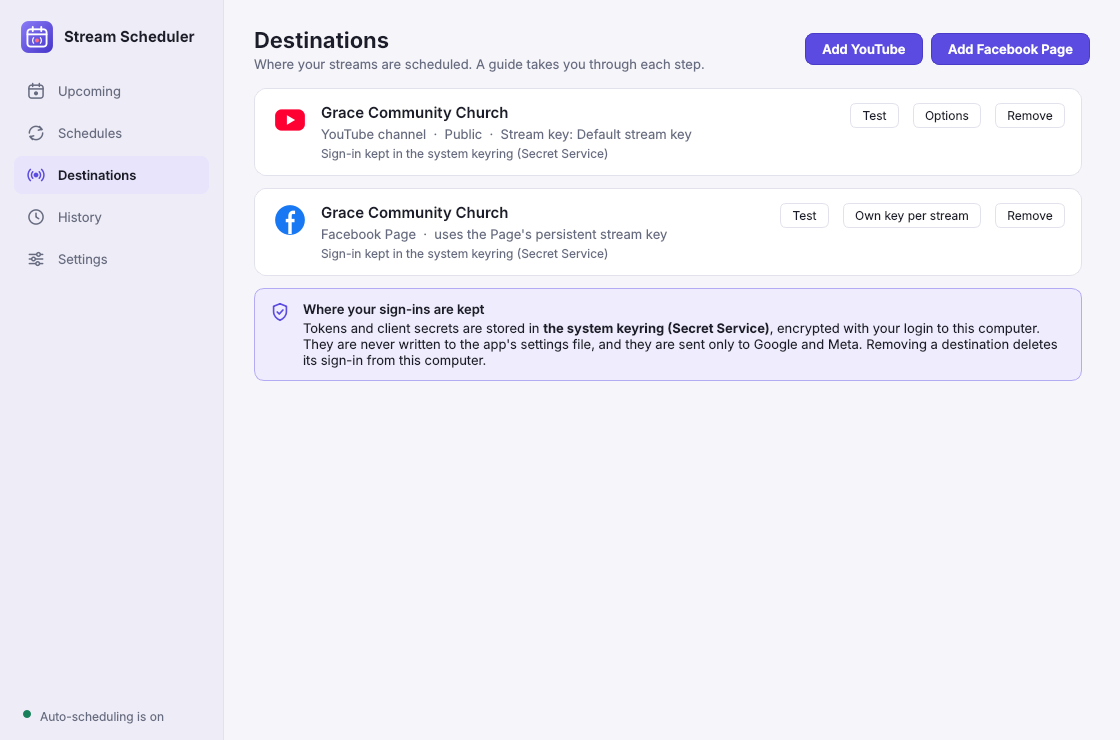 Stream Scheduler
Upcoming
Schedules
Destinations
History
Settings
Auto-scheduling is on
Destinations
Where your streams are scheduled. A guide takes you through each step.
Add YouTube
Add Facebook Page
Grace Community Church
YouTube channel · Public · Stream key: Default stream key
Sign-in kept in the system keyring (Secret Service)
Test
Options
Remove
Grace Community Church
Facebook Page · uses the Page's persistent stream key
Sign-in kept in the system keyring (Secret Service)
Test
Own key per stream
Remove
Where your sign-ins are kept
Tokens and client secrets are stored in the system keyring (Secret Service), encrypted with your login to this computer.
They are never written to the app's settings file, and they are sent only to Google and Meta. Removing a destination deletes
its sign-in from this computer.